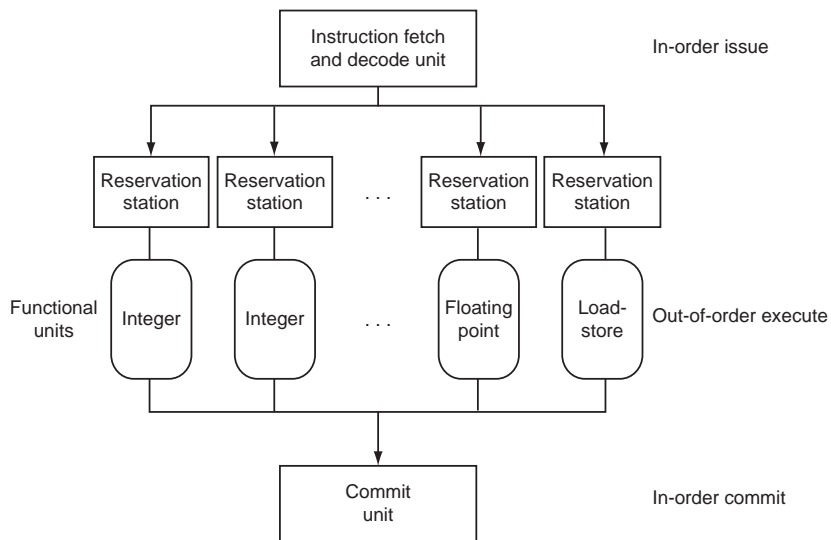 Instruction fetch
and decode unit
In-order issue
Reservation
station
Reservation
station
. . .
Reservation
station
Reservation
station
Functional
units
Integer
Integer
. . .
Floating
point
Load-
store
Out-of-order execute
Commit
unit
In-order commit